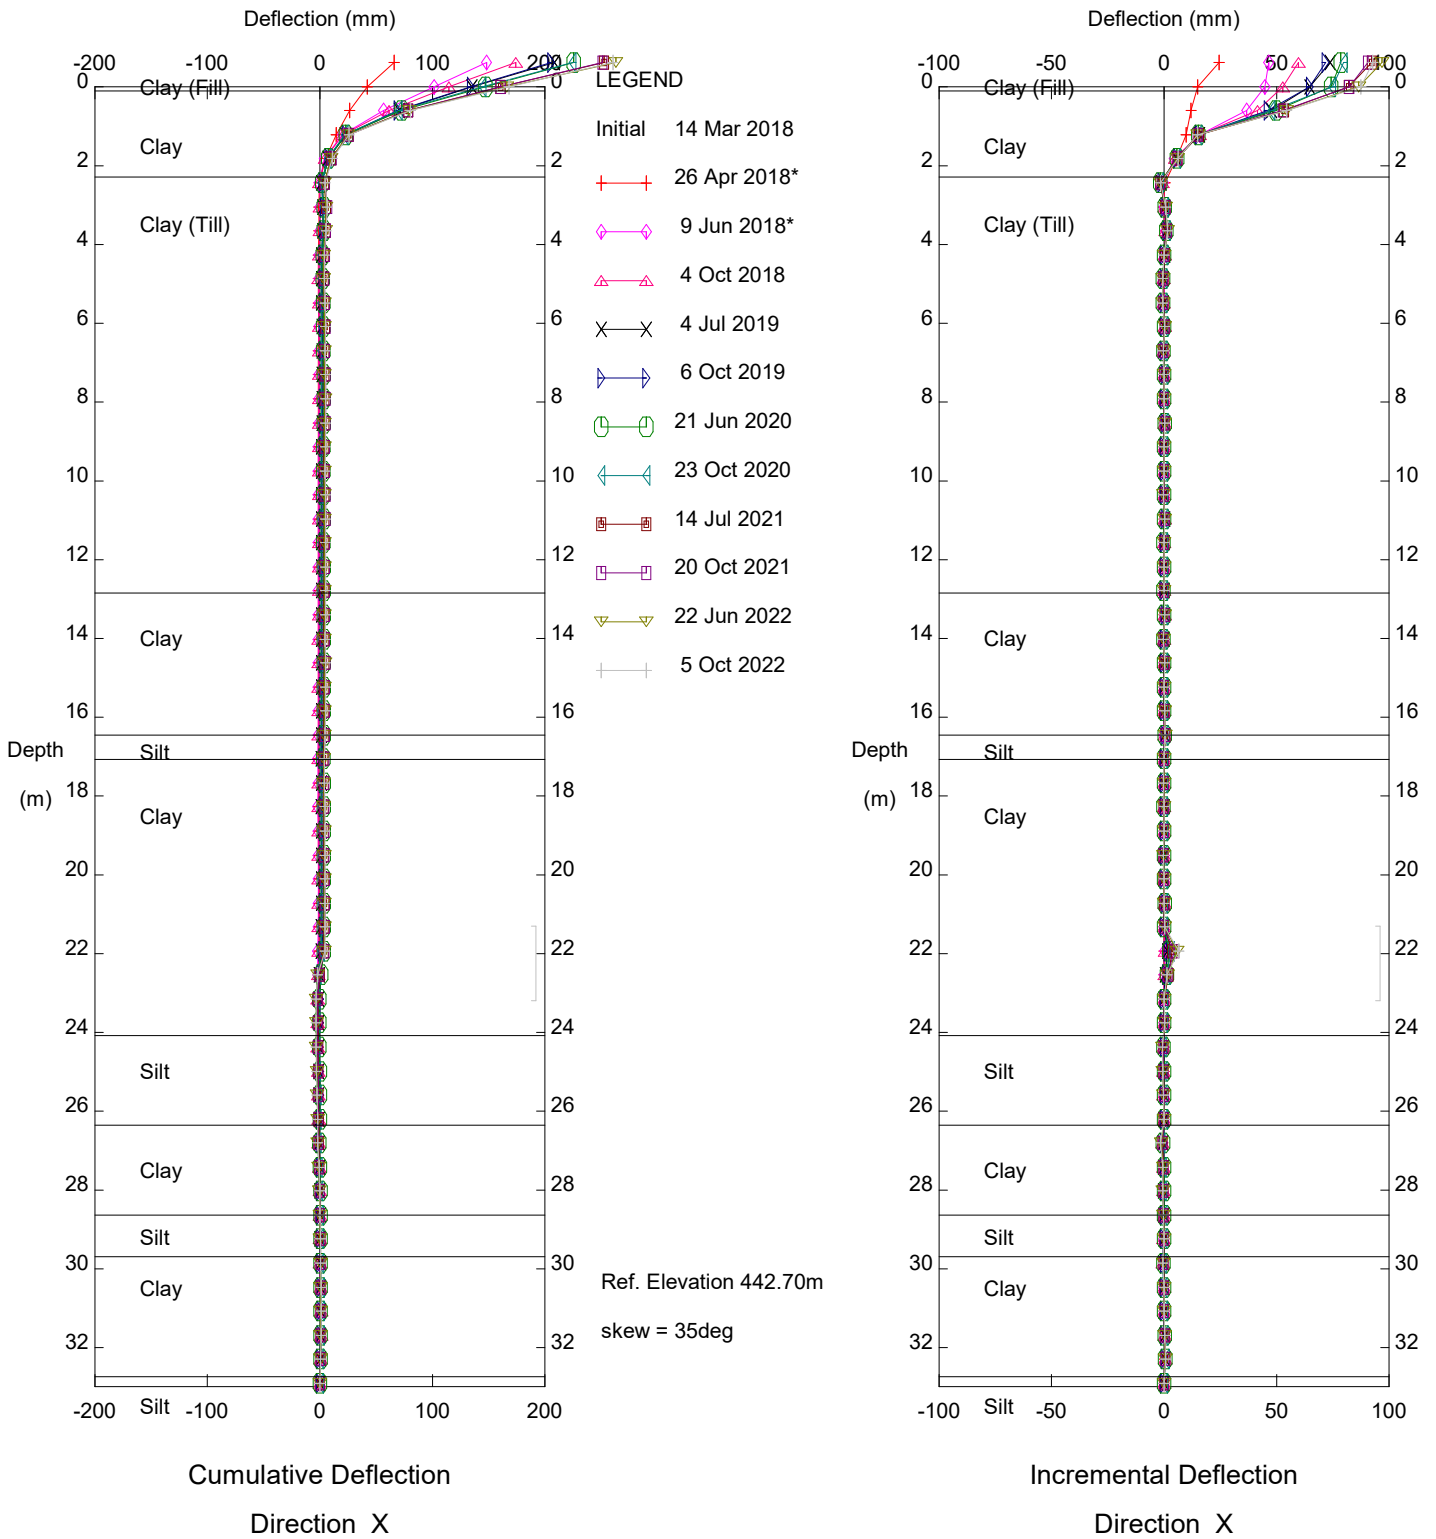 Deflection (mm)
-200 -100 0 100 200
0 0
Clay (Fill)
Clay
2 2
Clay (Till)
4 4
6 6
8 8
10 10
12 12
Clay
14 14
16 16
Depth
Silt
(m)
18 18
Clay
20 20
22 22
24 24
Silt
26 26
Clay
28 28
Silt
30 30
Clay
32 32
Silt
-200 -100 0 100 200
Cumulative Deflection
Direction X
LEGEND
Initial 14 Mar 2018
26 Apr 2018*
9 Jun 2018*
4 Oct 2018
4 Jul 2019
6 Oct 2019
21 Jun 2020
23 Oct 2020
14 Jul 2021
20 Oct 2021
22 Jun 2022
5 Oct 2022
Ref. Elevation 442.70m
skew = 35deg
Deflection (mm)
-100 -50 0 50 100
0 0
Clay (Fill)
Clay
2 2
Clay (Till)
4 4
6 6
8 8
10 10
12 12
Clay
14 14
16 16
Depth
Silt
(m)
18 18
Clay
20 20
22 22
24 24
Silt
26 26
Clay
28 28
Silt
30 30
Clay
32 32
Silt
-100 -50 0 50 100
Incremental Deflection
Direction X